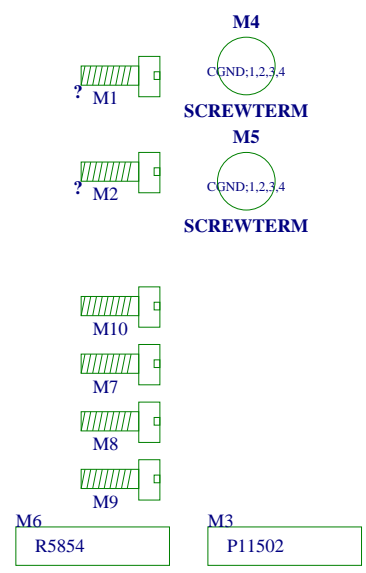 M4
CGND;1,2,3,4
?
M1
SCREWTERM
M5
CGND;1,2,3,4
?
M2
SCREWTERM
M10
M7
M8
M9
M6
R5854
M3
P11502